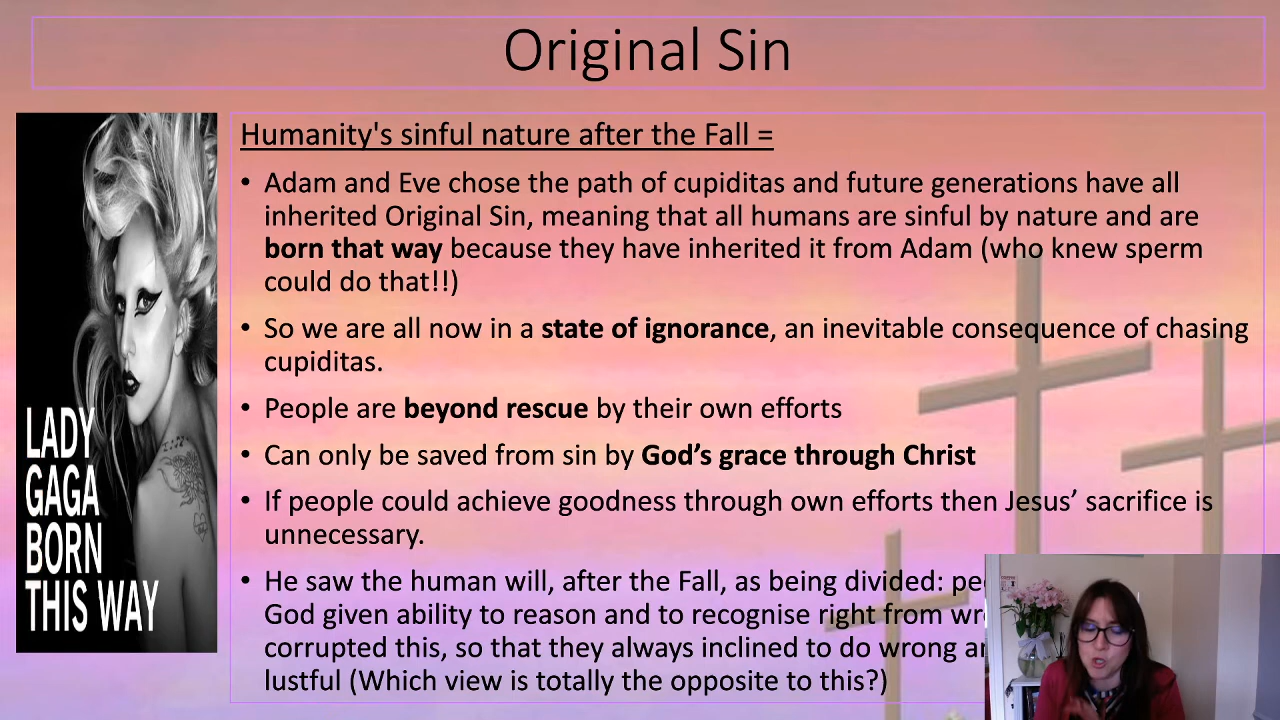 Original Sin
Humanity's sinful nature after the Fall =
• Adam and Eve chose the path of cupiditas and future generations have all
inherited Original Sin, meaning that all humans are sinful by nature and are
born that way because they have inherited it from Adam (who knew sperm
could do that!!)
• So we are all now in a state of ignorance, an inevitable consequence of chasing
cupiditas.
• People are beyond rescue by their own efforts
• Can only be saved from sin by God’s grace through Christ
• If people could achieve goodness through own efforts then Jesus’ sacrifice is
unnecessary.
• He saw the human will, after the Fall, as being divided:
God given ability to reason and to recognise right from
corrupted this, so that they always inclined to do wrong
lustful (Which view is totally the opposite to this?)
LADY
GAGA
BORN
THIS WAY